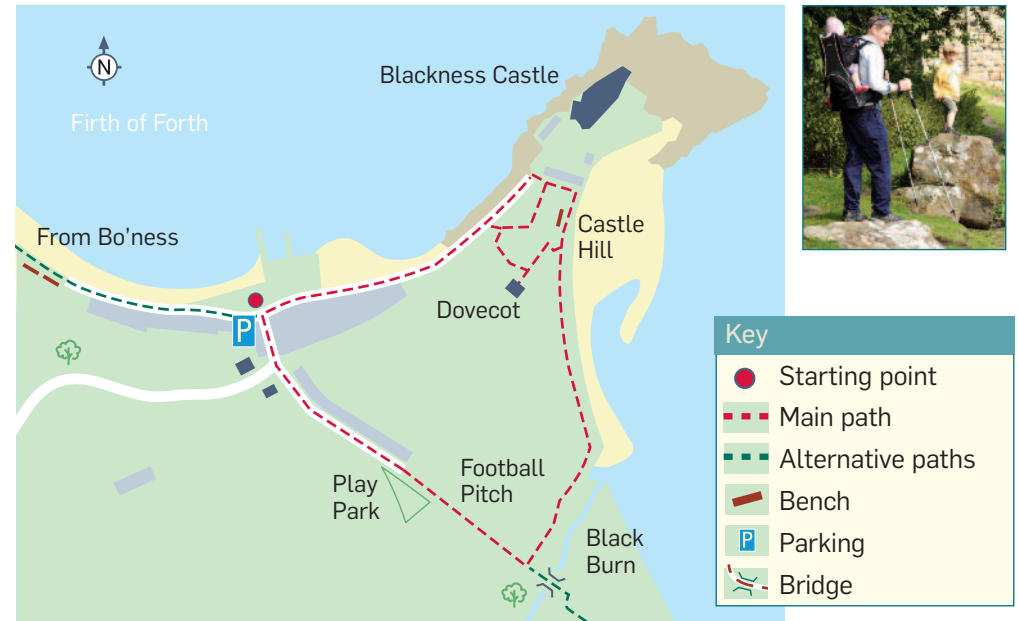 N
Firth of Forth
Blackness Castle
From Bo'ness
Castle
Hill
Dovecot
P
Play
Park
Football
Pitch
Black
Burn
Key
Starting point
Main path
Alternative paths
Bench
P
Parking
Bridge